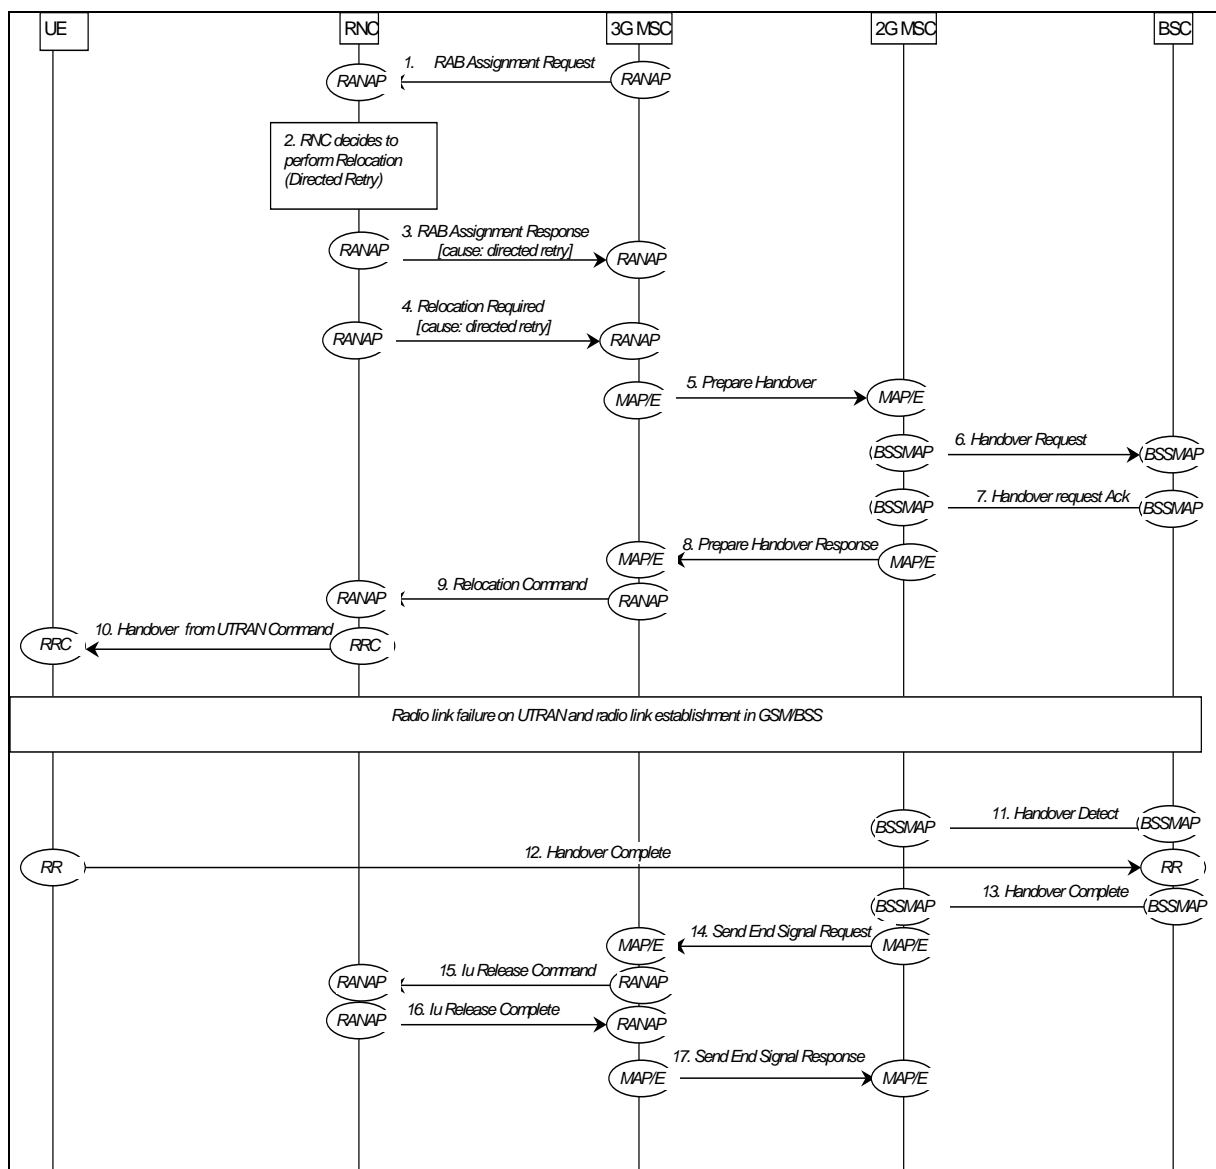 UE RNC 3G MSC 2G MSC BSC
1. RAB Assignment Request
RANAP RANAP
2. RNC decides to
perform Relocation
(Directed Retry)
3. RAB Assignment Response
[cause: directed retry]
RANAP RANAP
4. Relocation Required
[cause: directed retry]
RANAP RANAP
5. Prepare Handover
MAP/E MAP/E
6. Handover Request
BSSMAP BSSMAP
7. Handover request Ack
BSSMAP BSSMAP
8. Prepare Handover Response
MAP/E MAP/E
9. Relocation Command
RANAP RANAP
10. Handover from UTRAN Command
RRC RRC
Radio link failure on UTRAN and radio link establishment in GSM/BSS
11. Handover Detect
BSSMAP BSSMAP
12. Handover Complete
RR RR
13. Handover Complete
BSSMAP BSSMAP
14. Send End Signal Request
MAP/E MAP/E
15. Iu Release Command
RANAP RANAP
16. Iu Release Complete
RANAP RANAP
17. Send End Signal Response
MAP/E MAP/E